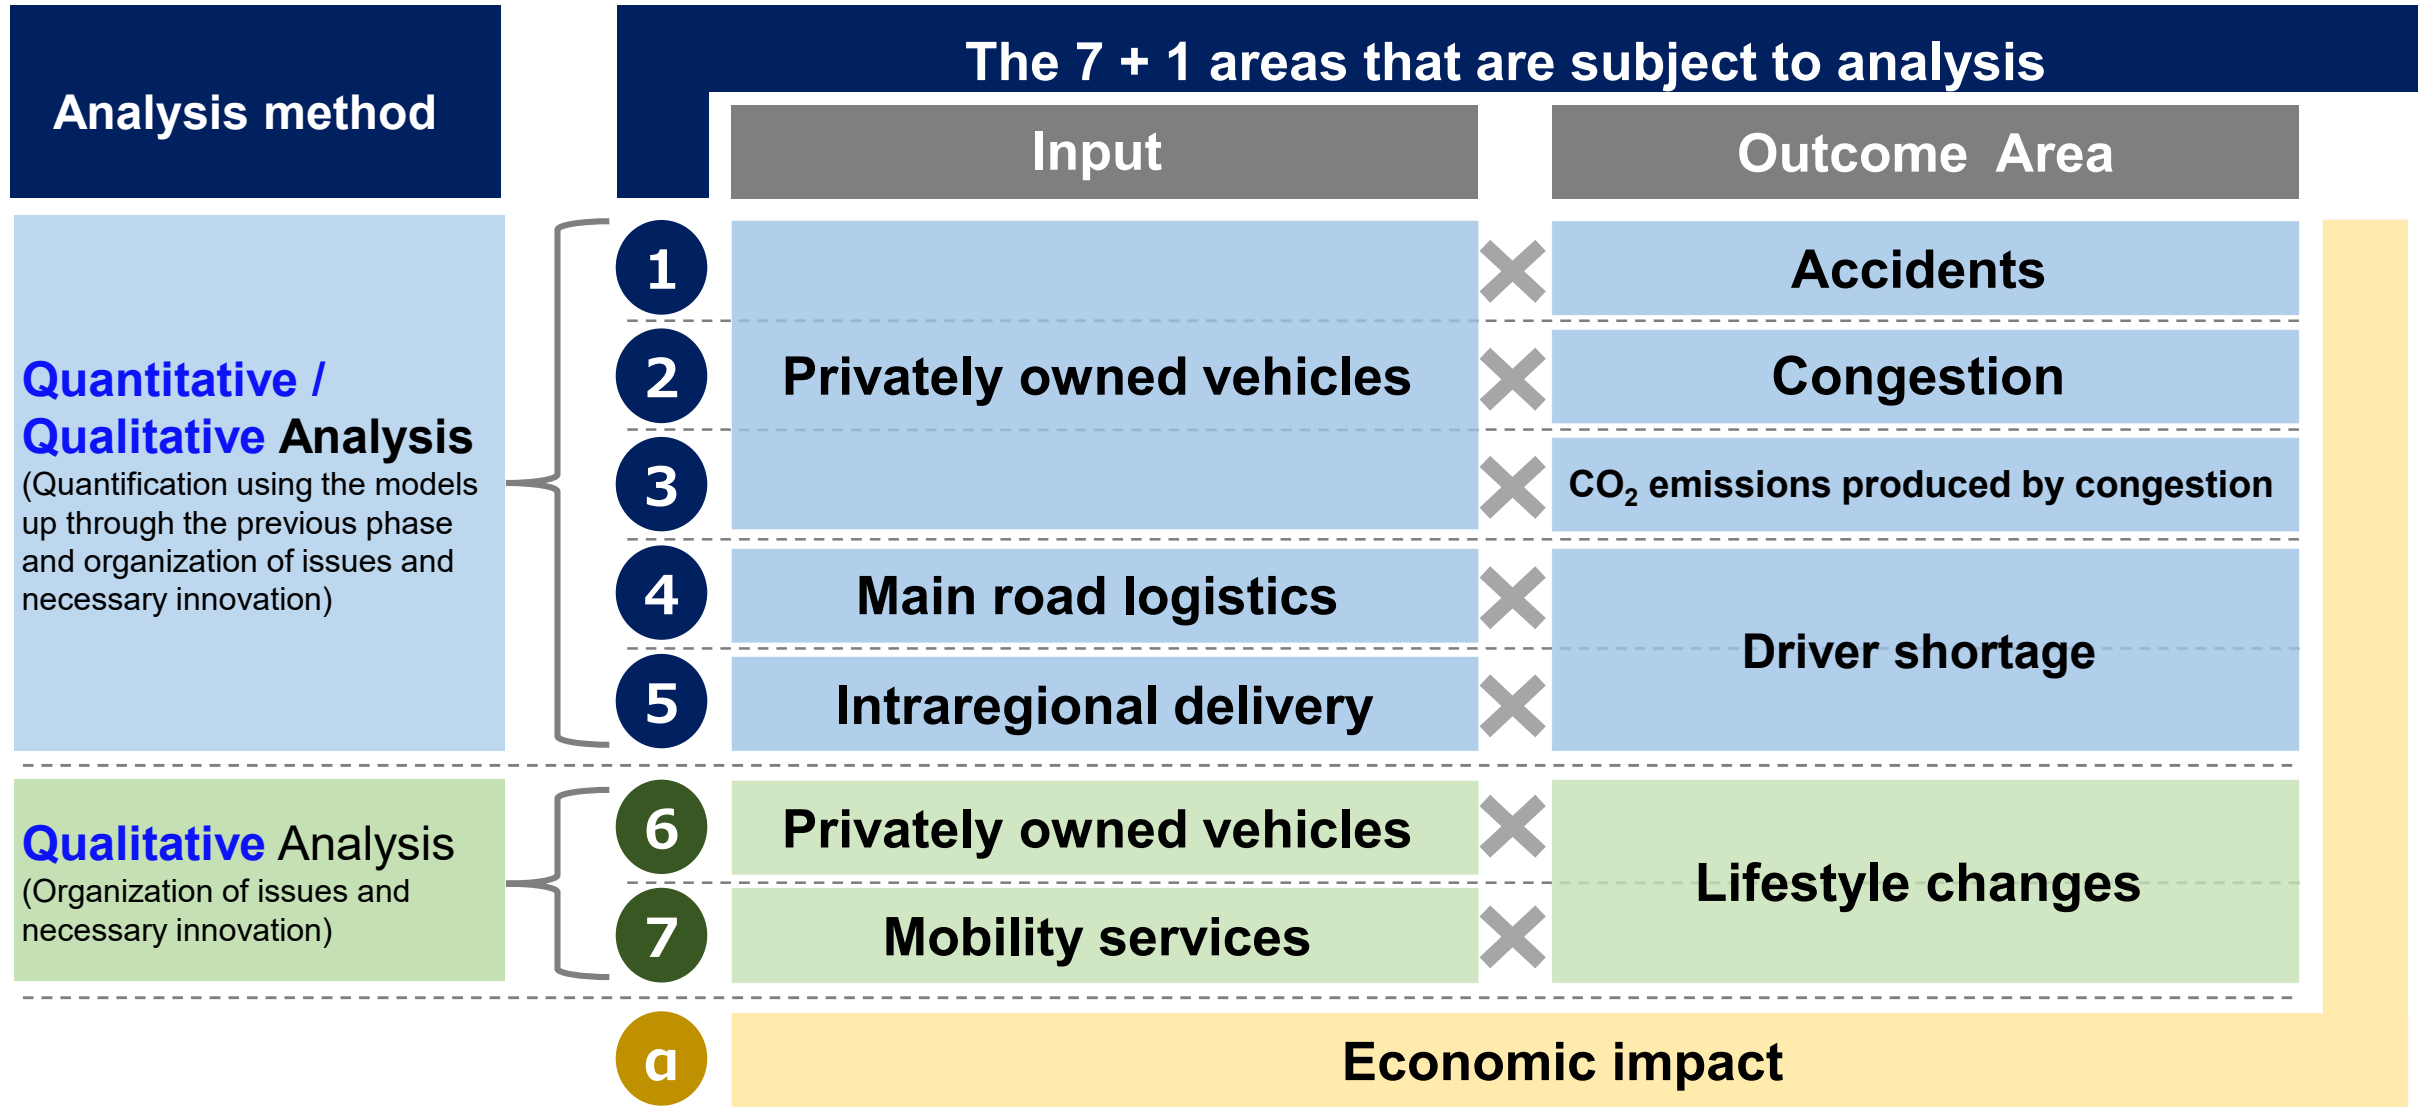 Analysis method
The 7 + 1 areas that are subject to analysis
Input
Outcome Area
Quantitative /
Qualitative Analysis
(Quantification using the models
up through the previous phase
and organization of issues and
necessary innovation)
1
2
3
Privately owned vehicles
Accidents
Congestion
CO₂ emissions produced by congestion
4
Main road logistics
5
Intraregional delivery
Driver shortage
Qualitative Analysis
(Organization of issues and
necessary innovation)
6
Privately owned vehicles
7
Mobility services
Lifestyle changes
α
Economic impact